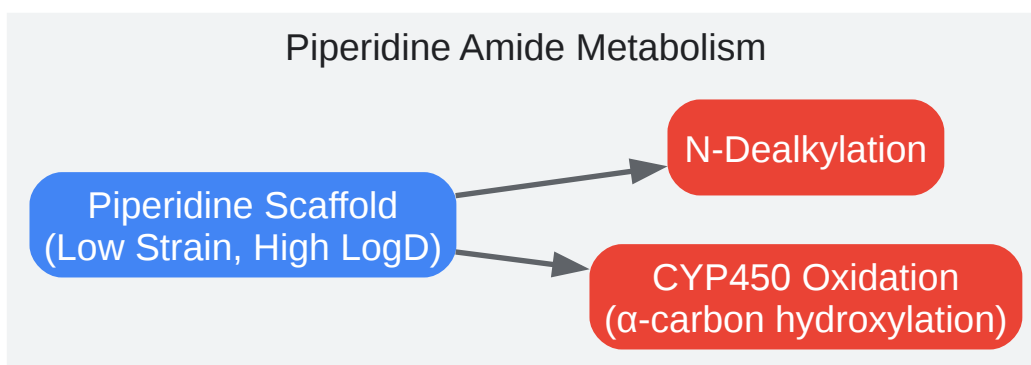 Piperidine Amide Metabolism
N-Dealkylation
Piperidine Scaffold
(Low Strain, High LogD)
CYP450 Oxidation
(α-carbon hydroxylation)